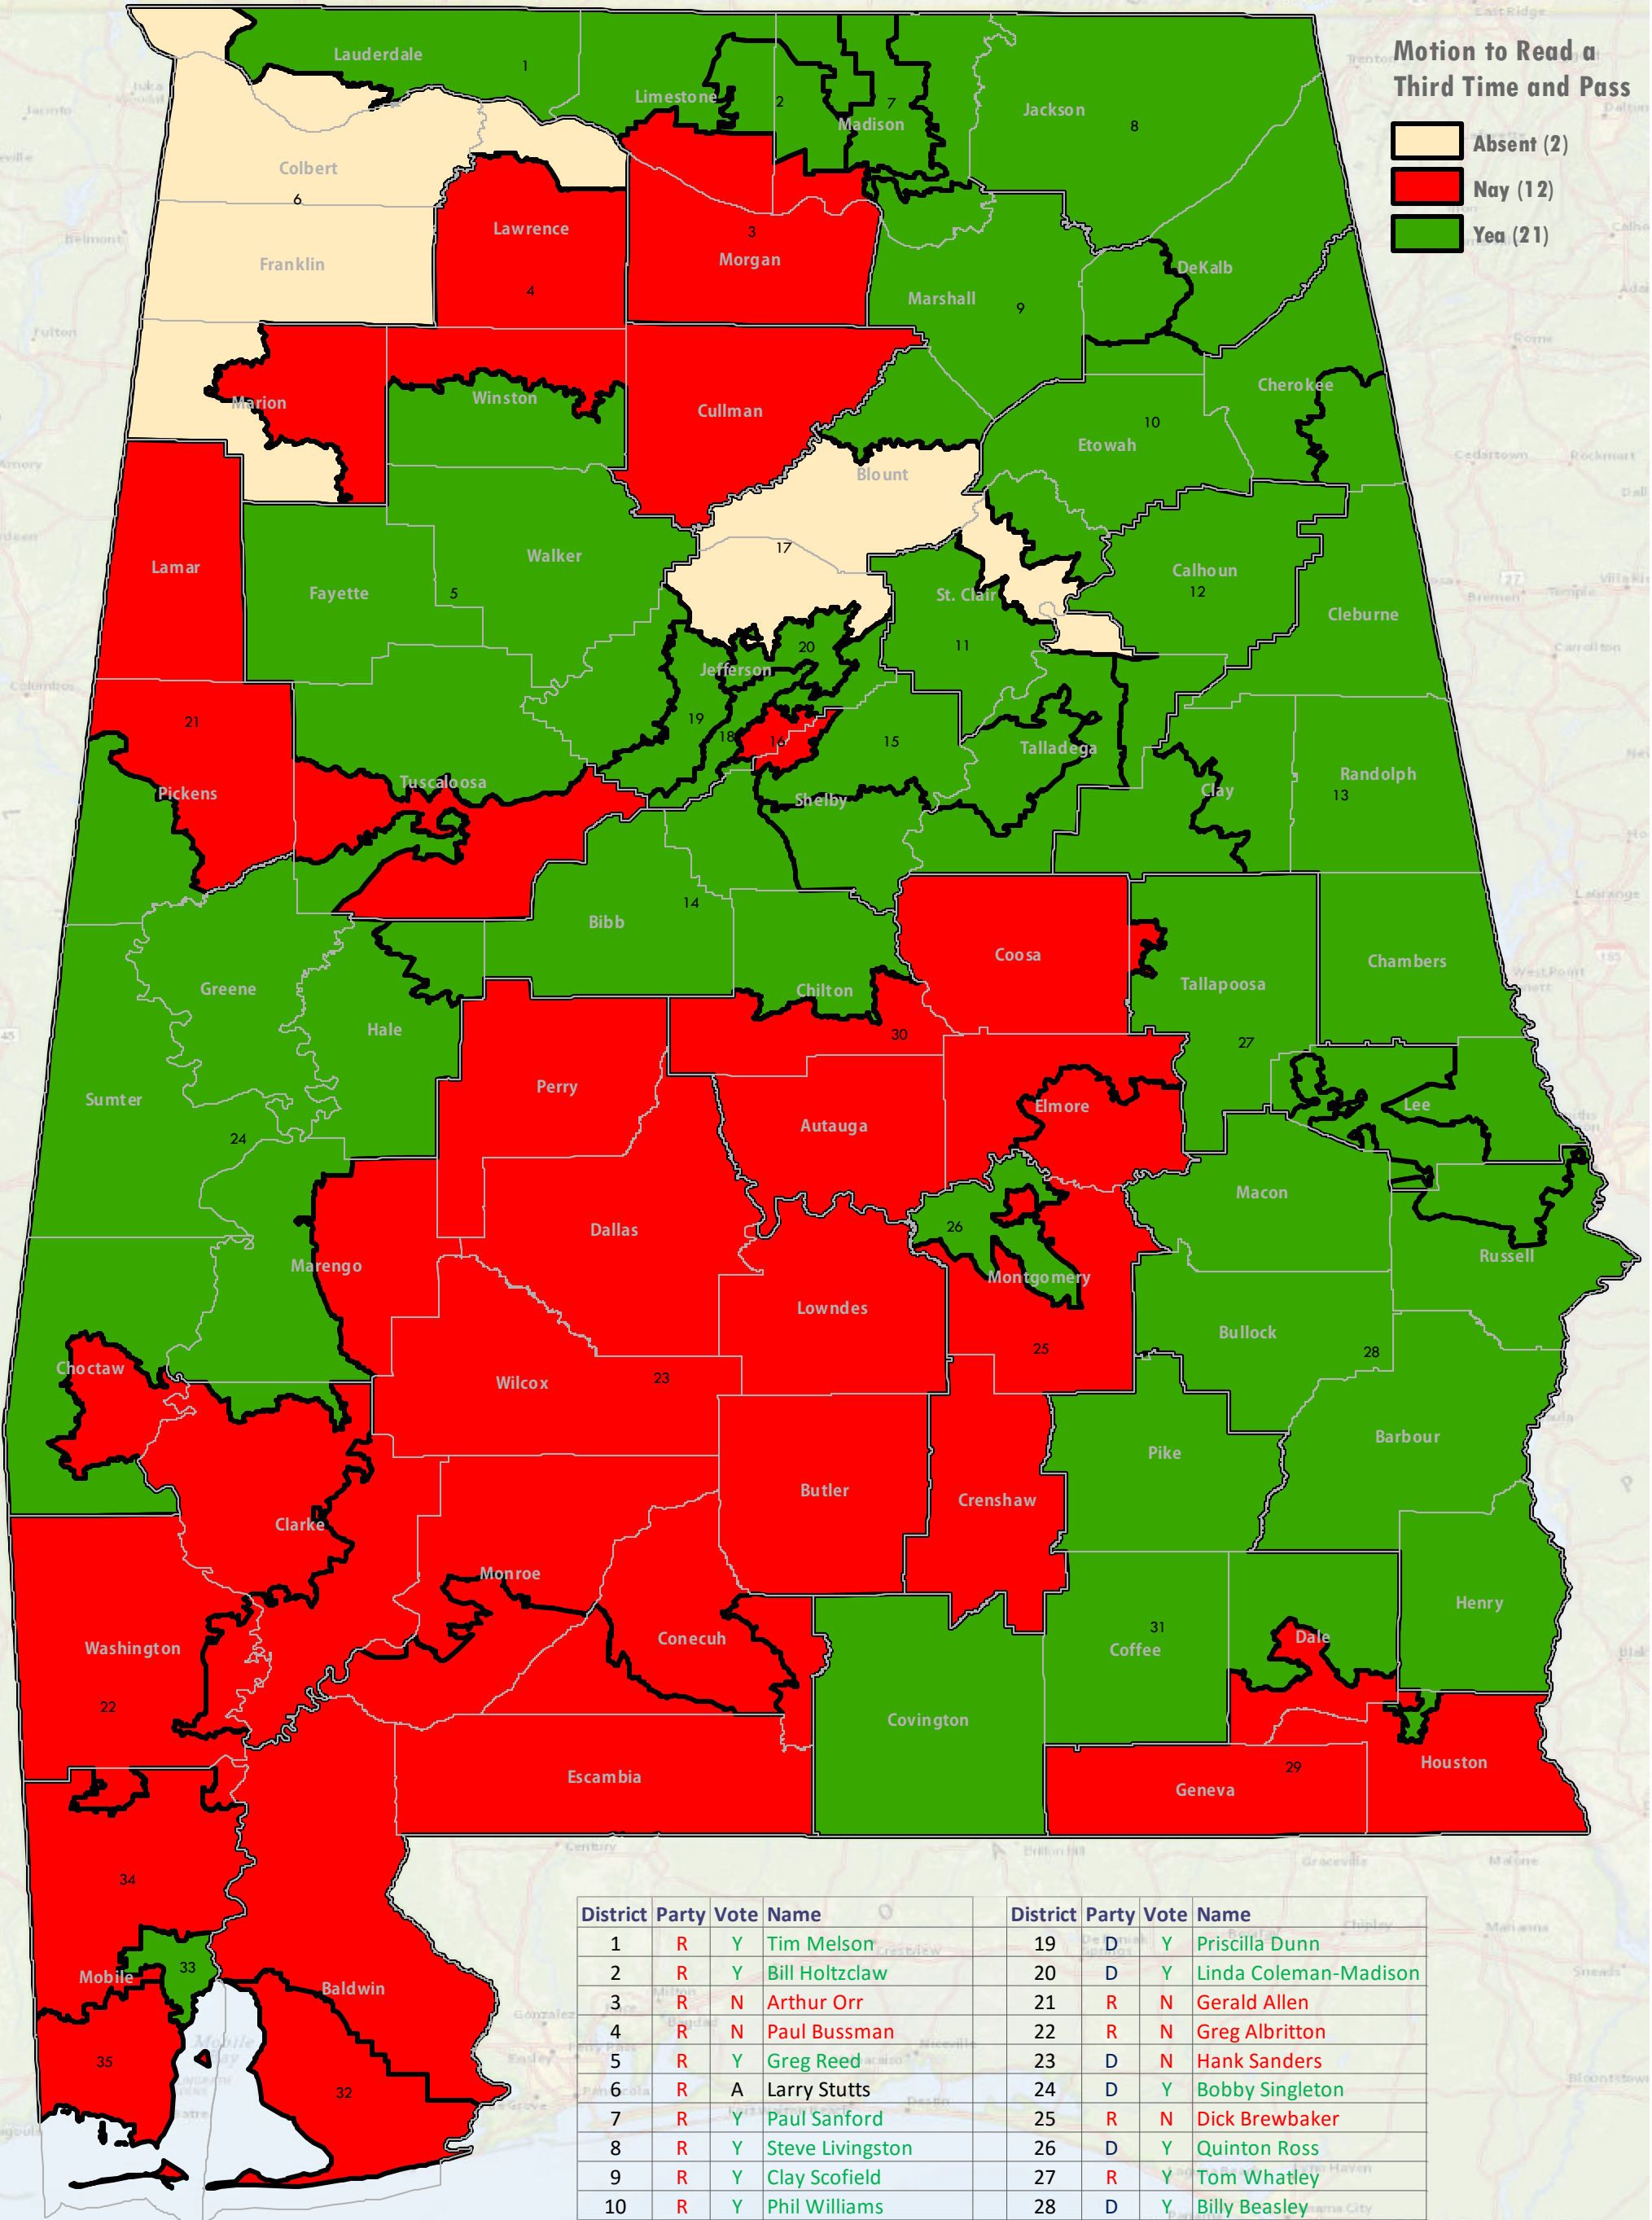 Motion to Read a
Third Time and Pass
Absent (2)
Nay (12)
Yea (21)
Lauderdale
1
Limestone
2
Madison
7
Jackson
8
Colbert
6
Franklin
Lawrence
4
3
Morgan
Marshall
9
DeKalb
Marion
Winston
Cullman
Cherokee
10
Etowah
Blount
17
Lamar
Fayette
5
Walker
St. Clair
11
Calhoun
12
Cleburne
20
Jefferson
19
18
16
15
21
Pickens
Tuscaloosa
Shelby
Talladega
Clay
Randolph
13
14
Bibb
Coosa
Chilton
30
Tallapoosa
27
Chambers
Greene
Hale
Sumter
24
Perry
Autauga
Elmore
Lee
Macon
Russell
Dallas
26
Montgomery
25
Marengo
Lowndes
Bullock
28
Choctaw
Wilcox
23
Barbour
Pike
Butler
Crenshaw
Clarke
Monroe
Conecuh
Washington
22
31
Coffee
Dale
Henry
Covington
Escambia
29
Geneva
Houston
34
33
Mobile
Baldwin
35
32
District Party Vote Name District Party Vote Name
1 R Y Tim Melson 19 D Y Priscilla Dunn
2 R Y Bill Holtzclaw 20 D Y Linda Coleman-Madison
3 R N Arthur Orr 21 R N Gerald Allen
4 R N Paul Bussman 22 R N Greg Albritton
5 R Y Greg Reed 23 D N Hank Sanders
6 R A Larry Stutts 24 D Y Bobby Singleton
7 R Y Paul Sanford 25 R N Dick Brewbaker
8 R Y Steve Livingston 26 D Y Quinton Ross
9 R Y Clay Scofield 27 R Y Tom Whatley
10 R Y Phil Williams 28 D Y Billy Beasley